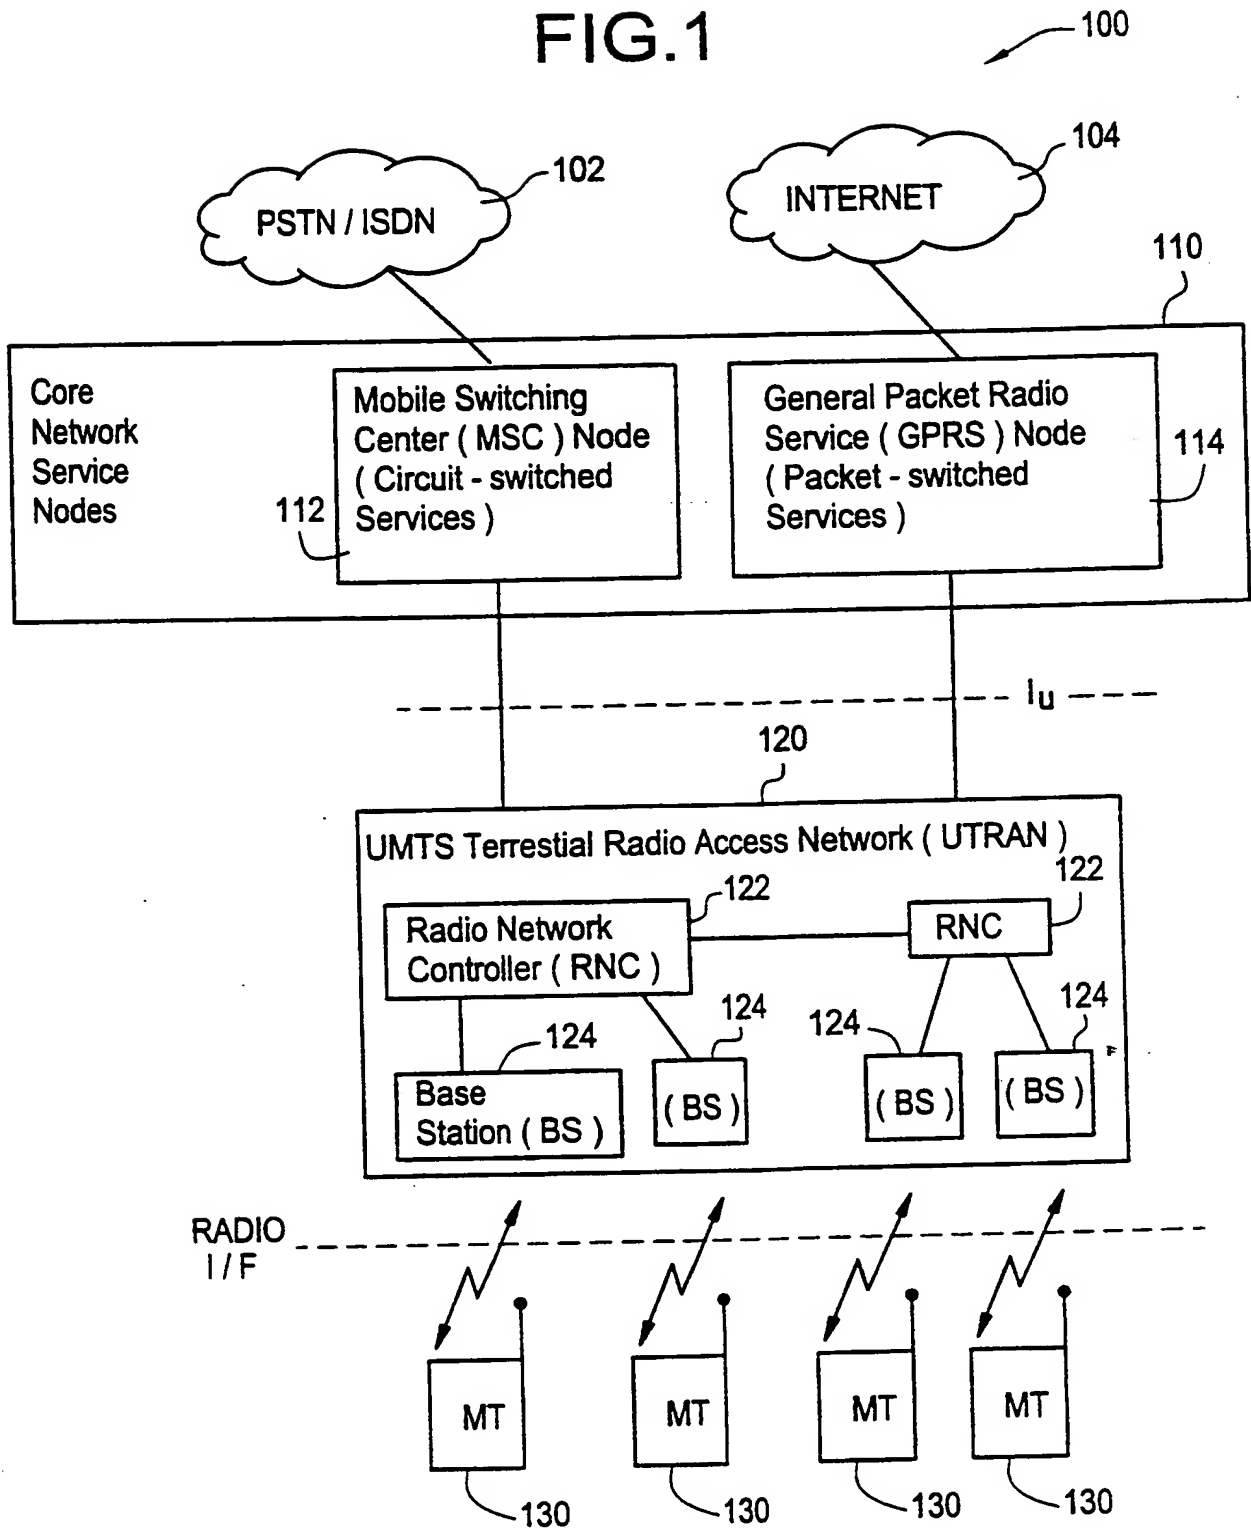 FIG.1
100
102
104
PSTN / ISDN
INTERNET
110
Core
Network
Service
Nodes
Mobile Switching
Center ( MSC ) Node
( Circuit - switched
Services )
112
General Packet Radio
Service ( GPRS ) Node
( Packet - switched
Services )
114
Iu
120
UMTS Terrestial Radio Access Network ( UTRAN )
122
122
Radio Network
Controller ( RNC )
RNC
124
124
124
124
Base
Station ( BS )
( BS )
( BS )
( BS )
RADIO
I / F
MT
MT
MT
MT
130
130
130
130